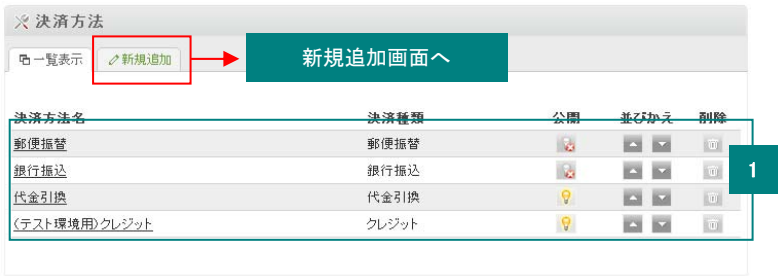 決済方法
一覧表示 新規追加 新規追加画面へ
決済方法名 決済種類 公開 並びかえ 削除
郵便振替 郵便振替
銀行振込 銀行振込
代金引換 代金引換
(テスト環境用)クレジット クレジット
1